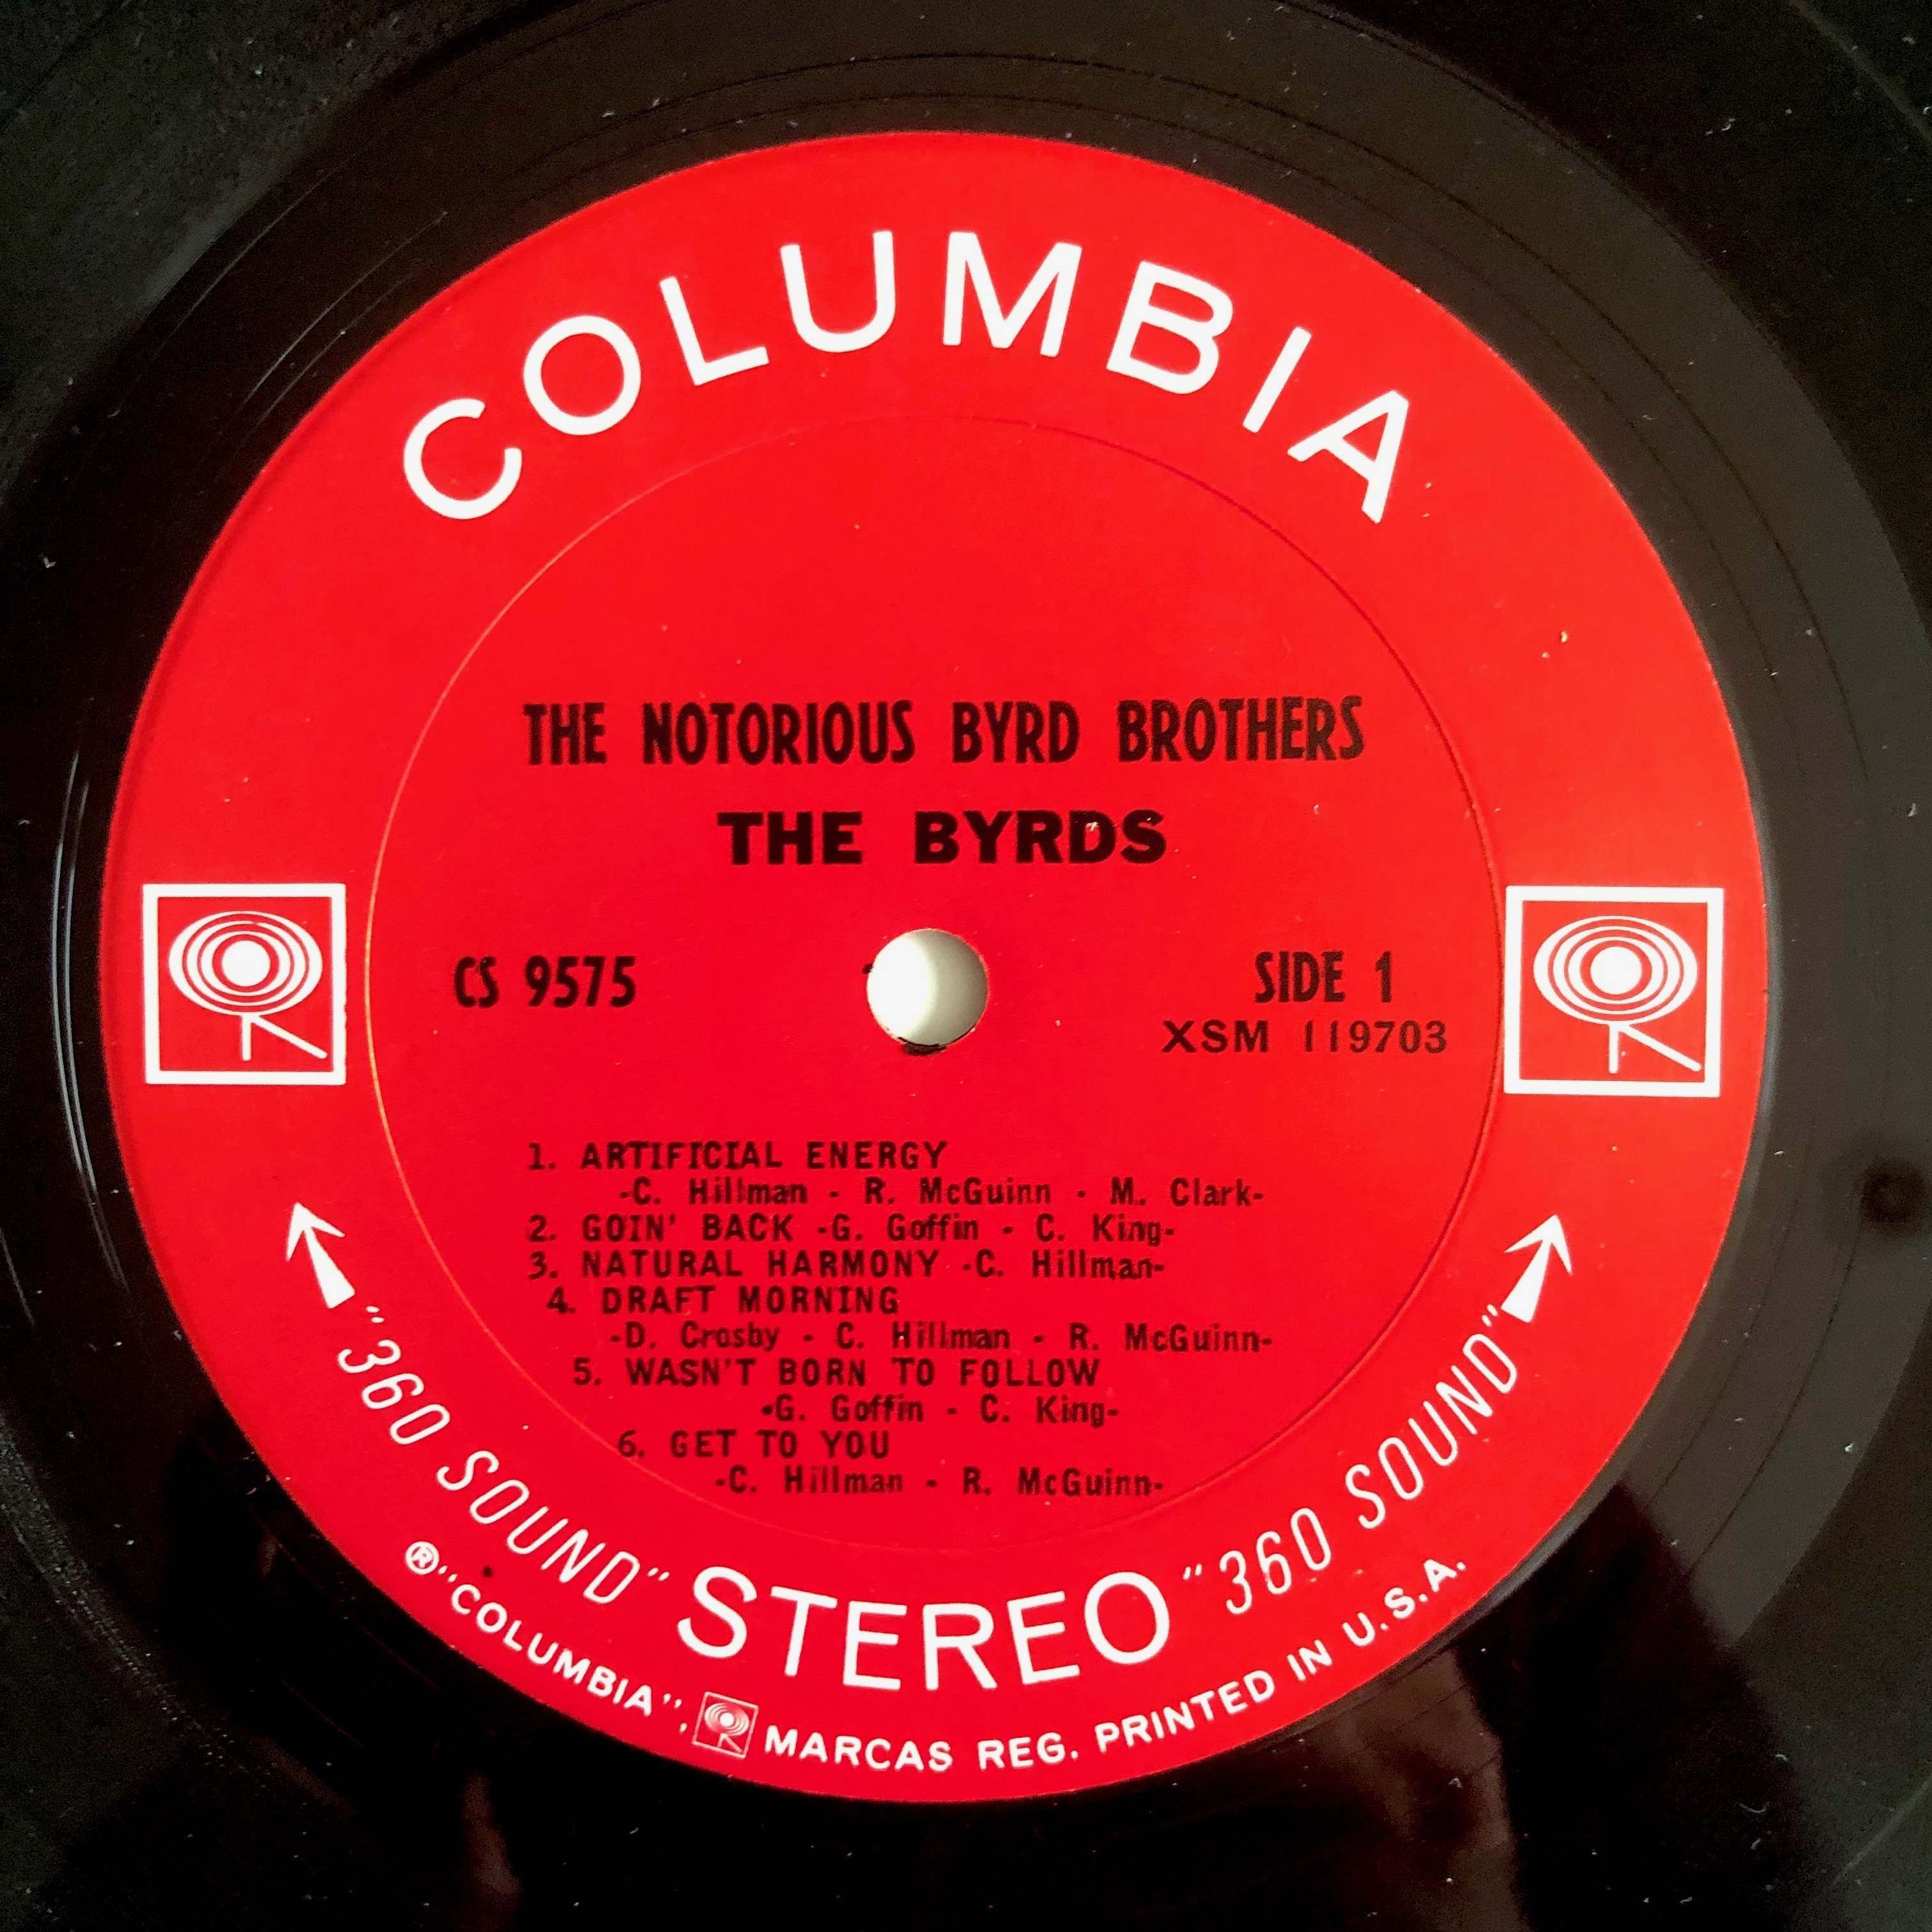 COLUMBIA
THE NOTORIOUS BYRD BROTHERS
THE BYRDS
CS 9575
SIDE 1
XSM 119703
1. ARTIFICIAL ENERGY
-C. Hillman - R. McGuinn - M. Clark-
2. GOIN' BACK -G. Goffin - C. King-
3. NATURAL HARMONY -C. Hillman-
4. DRAFT MORNING
-D. Crosby - C. Hillman - R. McGuinn-
5. WASN'T BORN TO FOLLOW
-G. Goffin - C. King-
6. GET TO YOU
-C. Hillman - R. McGuinn-
"360 SOUND" STEREO "360 SOUND"
® "COLUMBIA", MARCAS REG. PRINTED IN U.S.A.